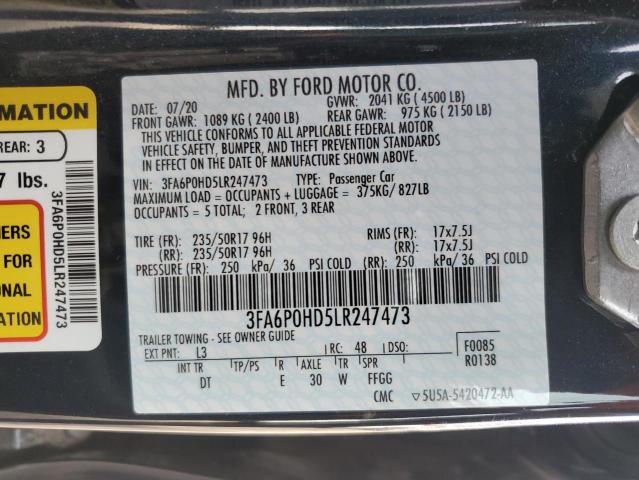 RMATION
REAR: 3
7 lbs.
3FA6P0HD5LR247473
ERS
FOR
ONAL
ATION
MFD. BY FORD MOTOR CO.
DATE: 07/20 GVWR: 2041 KG ( 4500 LB)
FRONT GAWR: 1089 KG ( 2400 LB) REAR GAWR: 975 KG ( 2150 LB)
THIS VEHICLE CONFORMS TO ALL APPLICABLE FEDERAL MOTOR
VEHICLE SAFETY, BUMPER, AND THEFT PREVENTION STANDARDS
IN EFFECT ON THE DATE OF MANUFACTURE SHOWN ABOVE.
VIN: 3FA6P0HD5LR247473 TYPE: Passenger Car
MAXIMUM LOAD = OCCUPANTS + LUGGAGE = 375KG/ 827LB
OCCUPANTS = 5 TOTAL; 2 FRONT, 3 REAR
TIRE (FR): 235/50R17 96H RIMS (FR): 17x7.5J
(RR): 235/50R17 96H (RR): 17x7.5J
PRESSURE (FR): 250 kPa/ 36 PSI COLD (RR): 250 kPa/ 36 PSI COLD
3FA6P0HD5LR247473
TRAILER TOWING - SEE OWNER GUIDE
EXT PNT: L3 RC: 48 DSO: F0085
INT TR TP/PS R AXLE TR SPR R0138
DT E 30 W FFGG
CMC ▽5U5A-5420472-AA